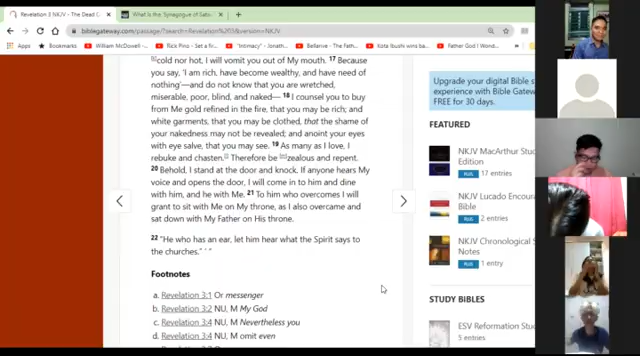 Revelation 3 NKJV - The Dead C
What is the 'Synagogue of Sata
biblegateway.com/passage/?search=Revelation%203&version=NKJV
William McDowell -
Rick Pino - Set a fi
"Intimacy" - Jonath
Bellarive - The Fath
Kota 'bushi wins ba
Father God I Wond
cold nor hot, I will vomit you out of My mouth. 17 Because
you say, 'I am rich, have become wealthy, and have need of
nothing'—and do not know that you are wretched,
miserable, poor, blind, and naked— 18 I counsel you to buy
from Me gold refined in the fire, that you may be rich; and
white garments, that you may be clothed, that the shame of
your nakedness may not be revealed; and anoint your eyes
with eye salve, that you may see. 19 As many as I love, I
rebuke and chasten. Therefore be zealous and repent.
20 Behold, I stand at the door and knock. If anyone hears My
voice and opens the door, I will come in to him and dine
with him, and he with Me. 21 To him who overcomes I will
grant to sit with Me on My throne, as I also overcame and
sat down with My Father on His throne.
22 "He who has an ear, let him hear what the Spirit says to
the churches." ' "
Footnotes
a. Revelation 3:1 Or messenger
b. Revelation 3:2 NU, M My God
c. Revelation 3:4 NU, M Nevertheless you
d. Revelation 3:4 NU, M omit even
Upgrade your digital Bible s
experience with Bible Gatew
FREE for 30 days.
FEATURED
NKJV MacArthur Study
Edition
PLUS 17 entries
NKJV Lucado Encourag
Bible
PLUS 2 entries
NKJV Chronological S
Notes
PLUS 1 entry
STUDY BIBLES
ESV Reformation Stud